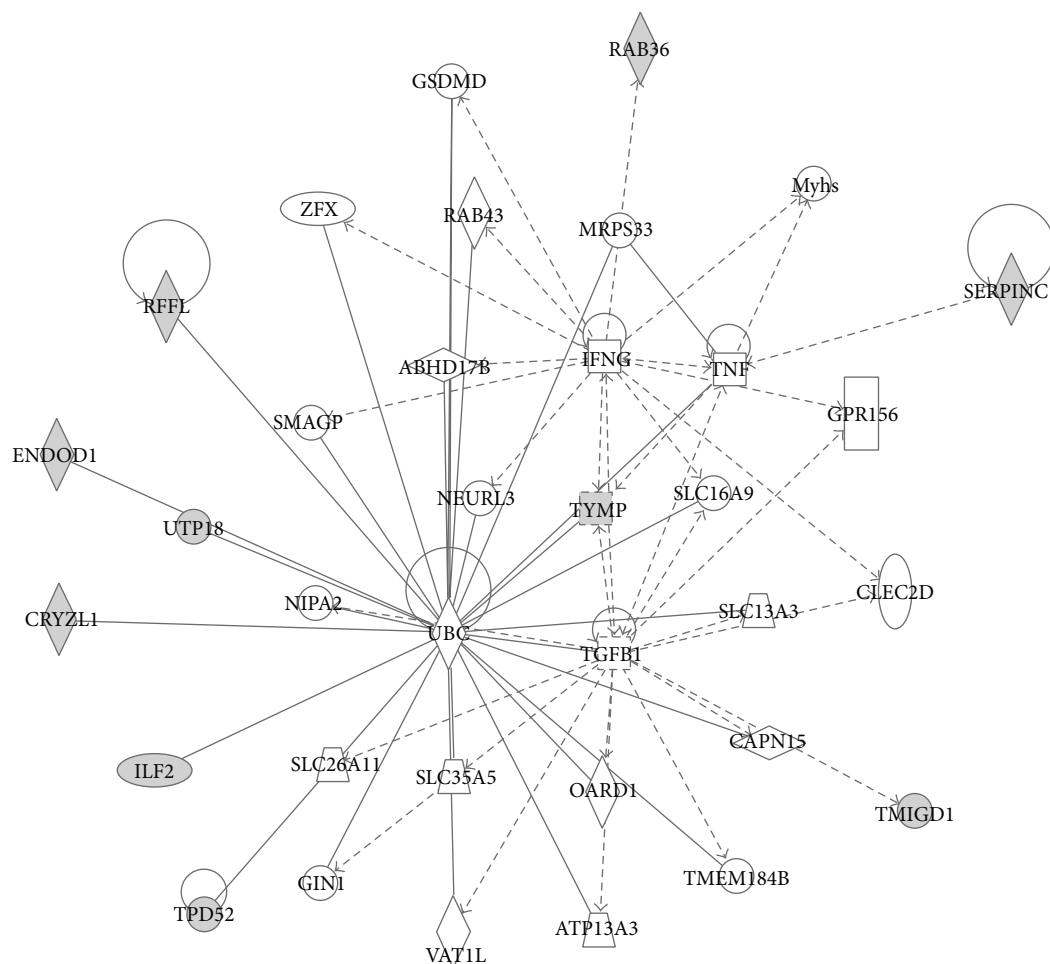 RAB36
GSDMD
Myhs
ZFX
RAB43
MRPS33
SERPINC
RFFL
IFNG
ABHD17B
TNF
GPR156
SMAGP
ENDOD1
NEURL3
SLC16A9
TYMP
UTP18
CLEC2D
NIPA2
SLC13A3
CRYZL1
UBC
TGFB1
CAPN15
ILF2
SLC26A11
SLC35A5
OARD1
TMIGD1
GIN1
TMEM184B
TPD52
ATP13A3
VAT1L